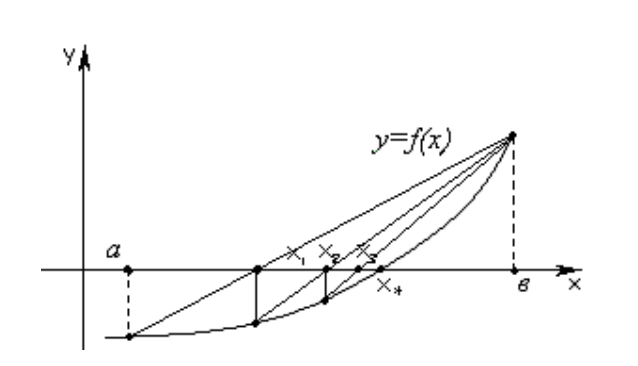 y
y=f(x)
a x₁ x₂ x₃
x* в x